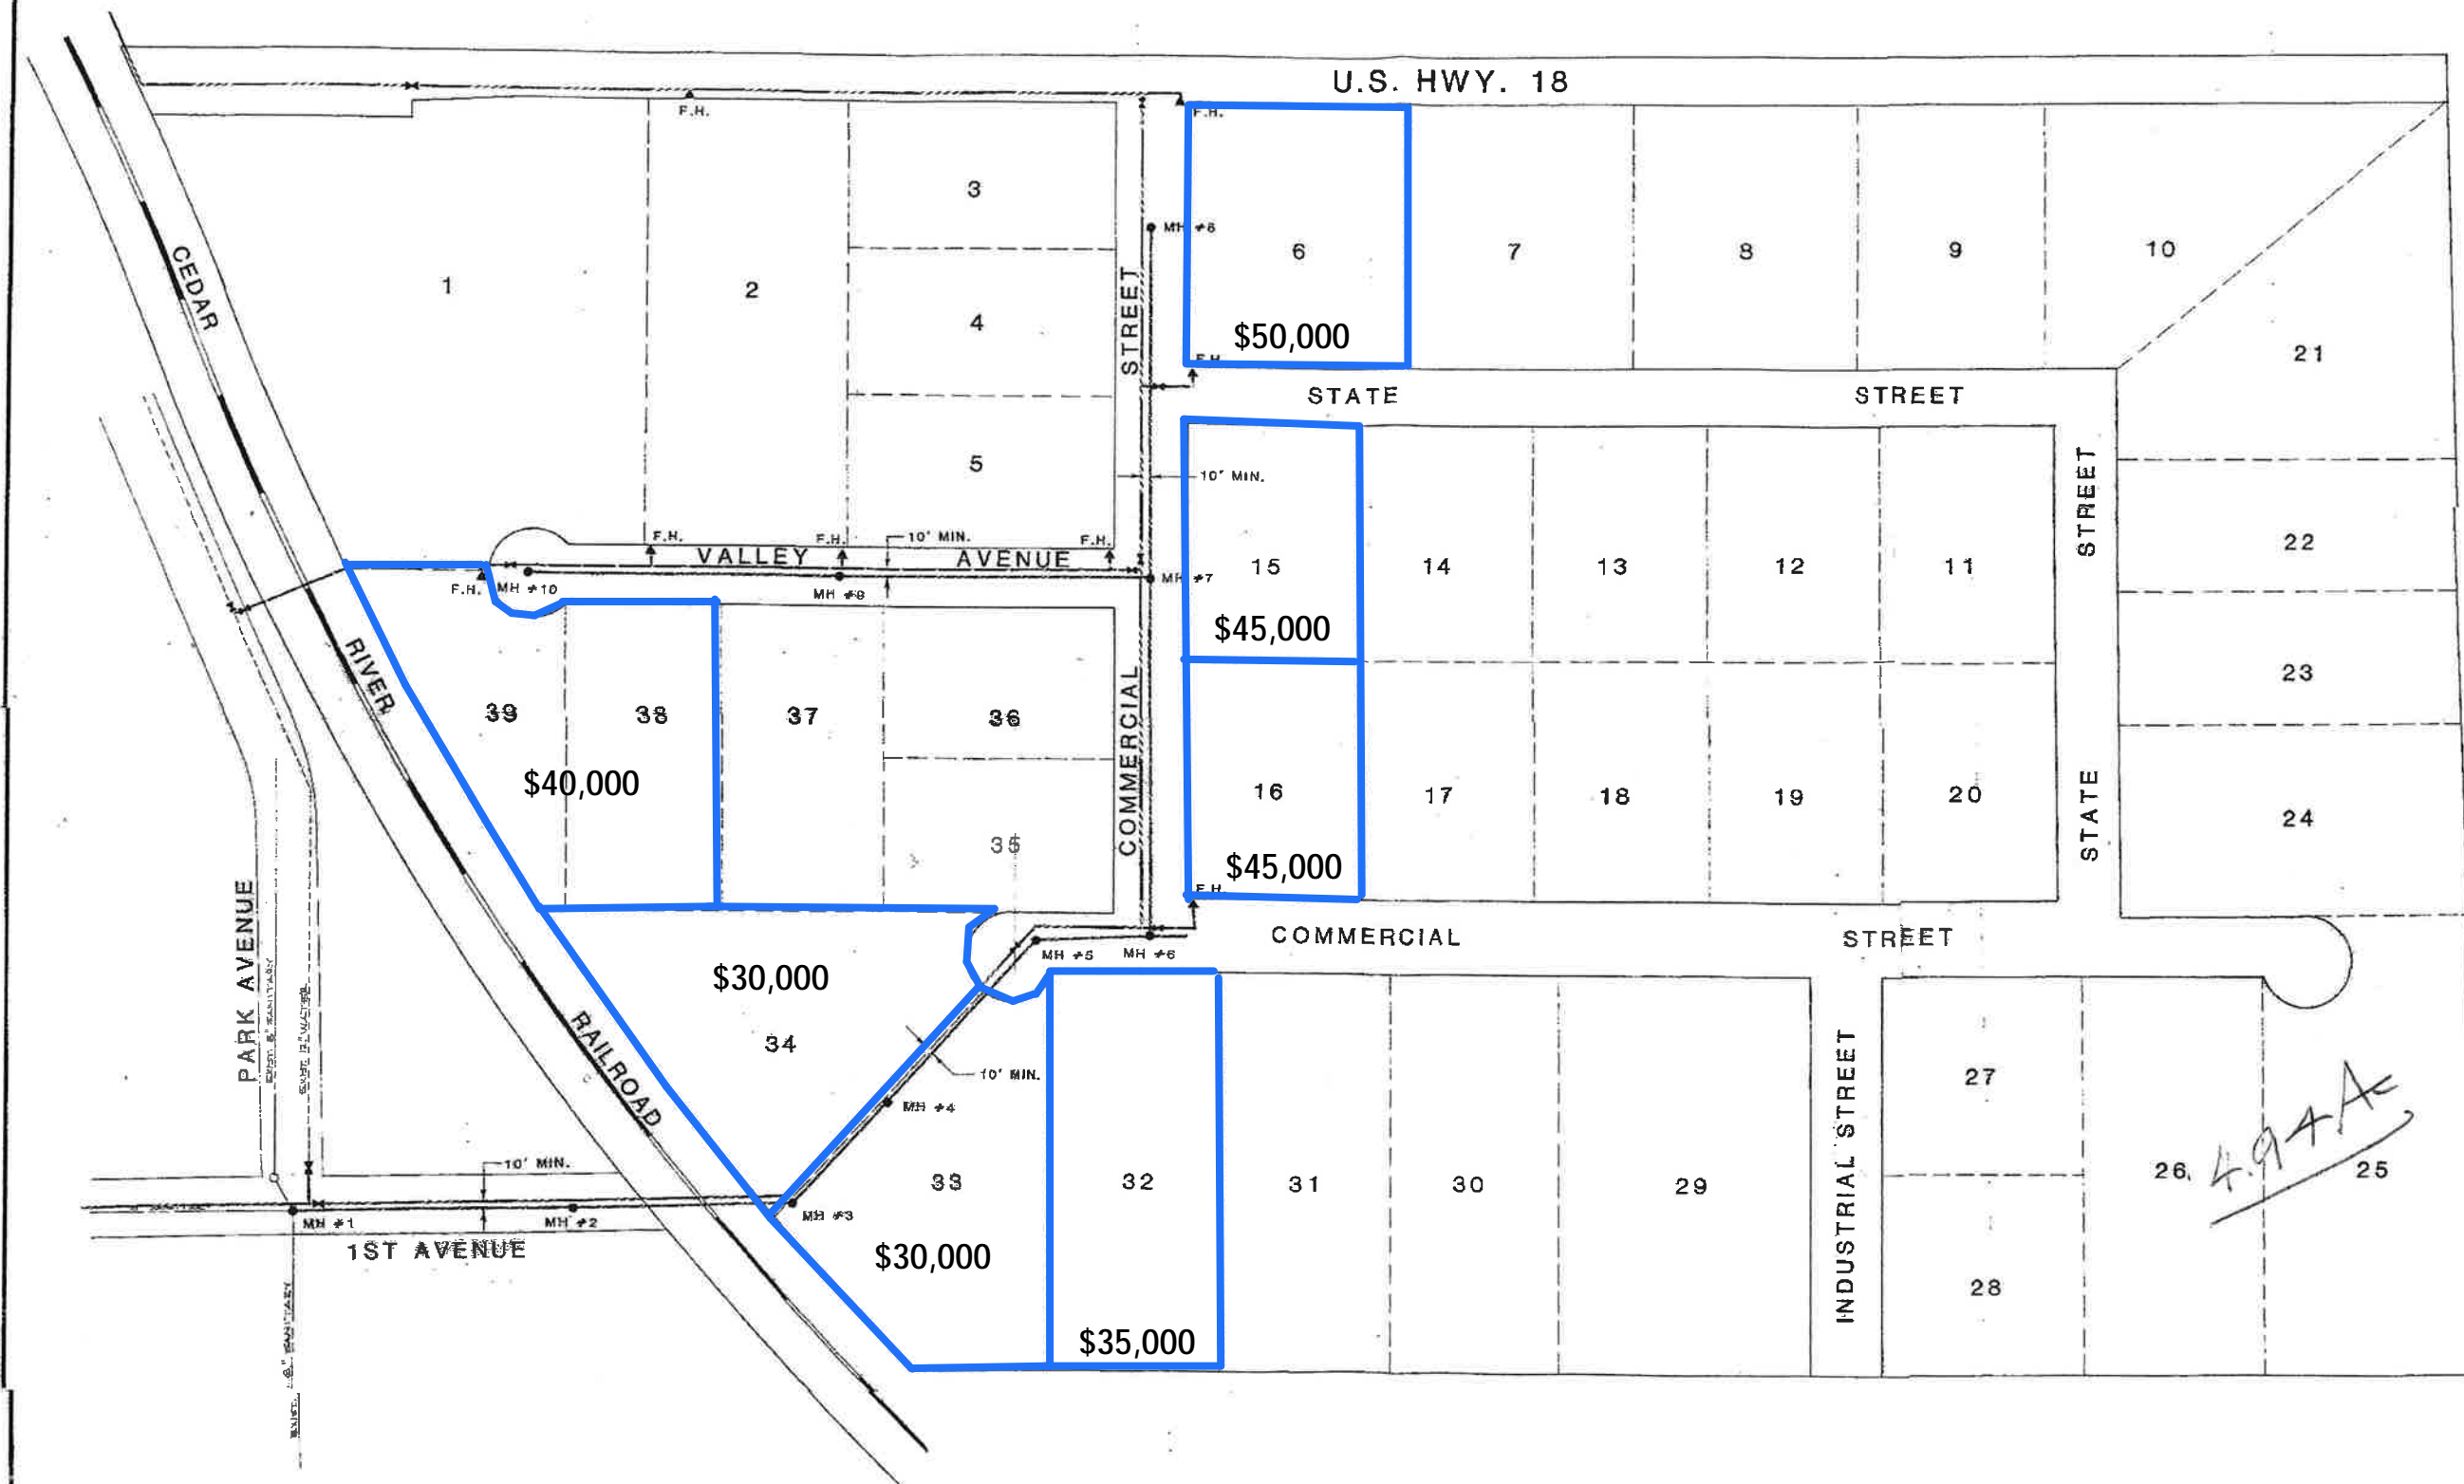 U.S. HWY. 18
F.H.
F.H.
3
MH #8
CEDAR
1
2
6
7
8
9
10
4
STREET
$50,000
F.H.
21
STATE
STREET
5
10' MIN.
STREET
F.H.
F.H.
10' MIN.
F.H.
VALLEY
AVENUE
22
15
14
13
12
11
F.H.
MH #10
MH #7
$45,000
RIVER
23
39
38
37
36
COMMERCIAL
$40,000
16
17
18
19
20
STATE
24
35
$45,000
F.H.
PARK AVENUE
COMMERCIAL
STREET
MH #5
MH #6
$30,000
34
RAILROAD
10' MIN.
MH #4
INDUSTRIAL STREET
27
4.94 Ac
10' MIN.
33
32
31
30
29
26
25
MH #1
MH #2
MH #3
1ST AVENUE
$30,000
28
$35,000